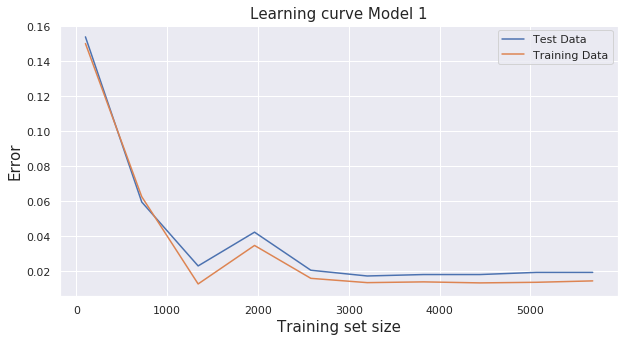 Learning curve Model 1
Test Data
Training Data
0.16
0.14
0.12
0.10
0.08
0.06
0.04
0.02
Error
0 1000 2000 3000 4000 5000
Training set size